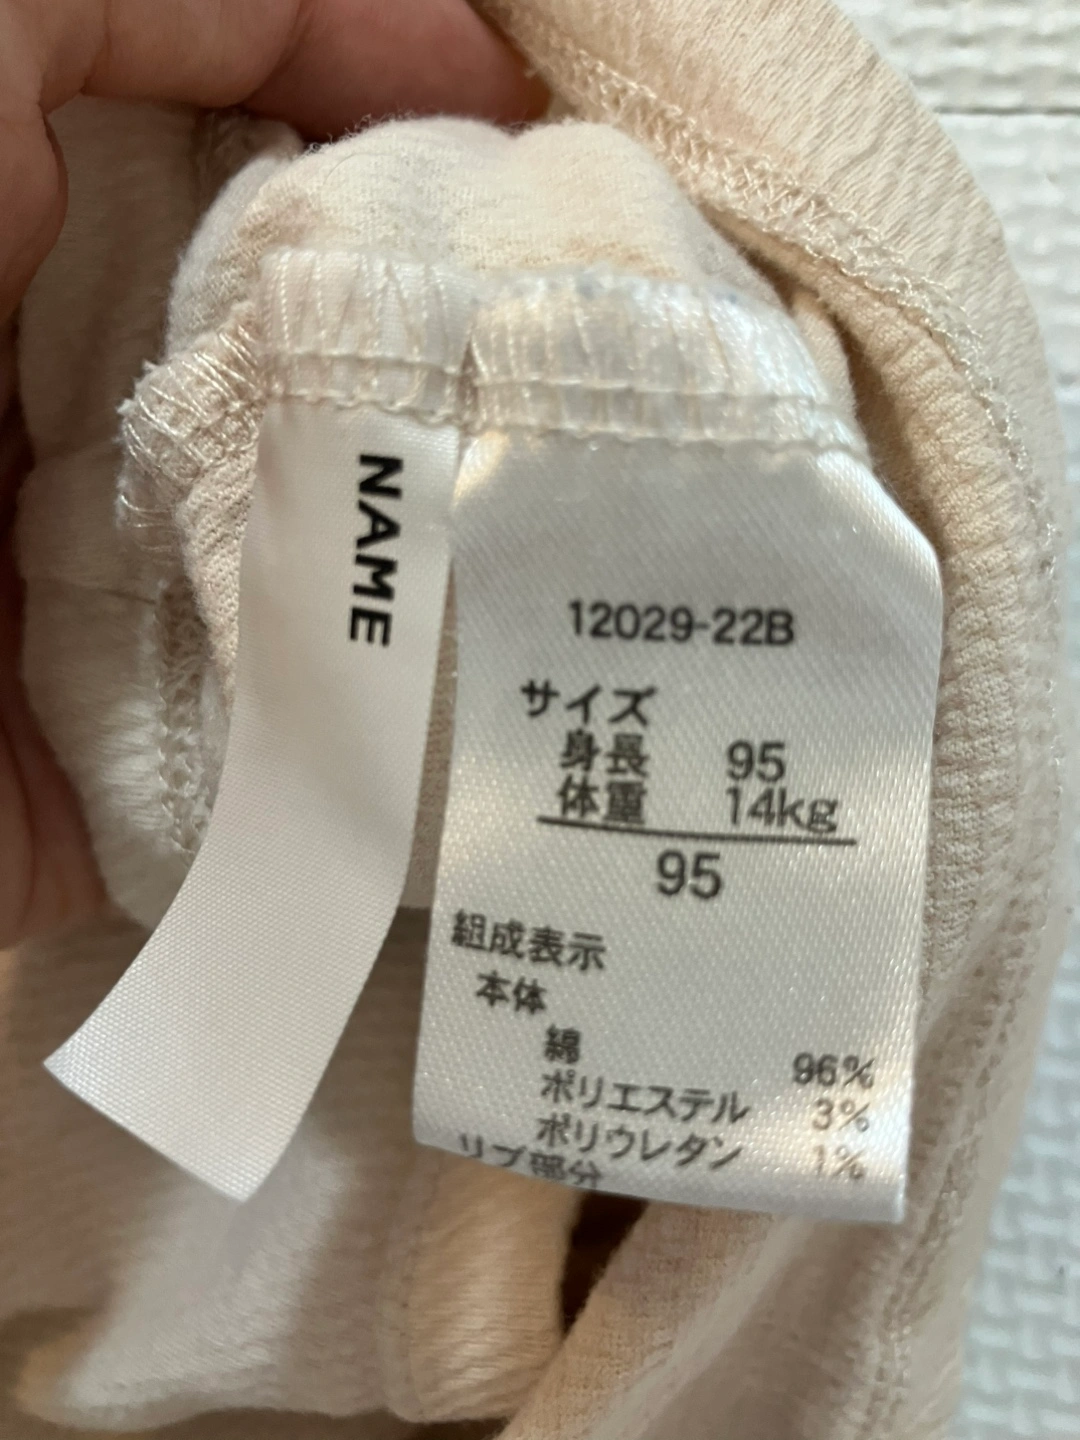 NAME
12029-22B
サイズ
身長 95
体重 14kg
95
組成表示
本体
綿 96%
ポリエステル 3%
ポリウレタン 1%
リブ部分